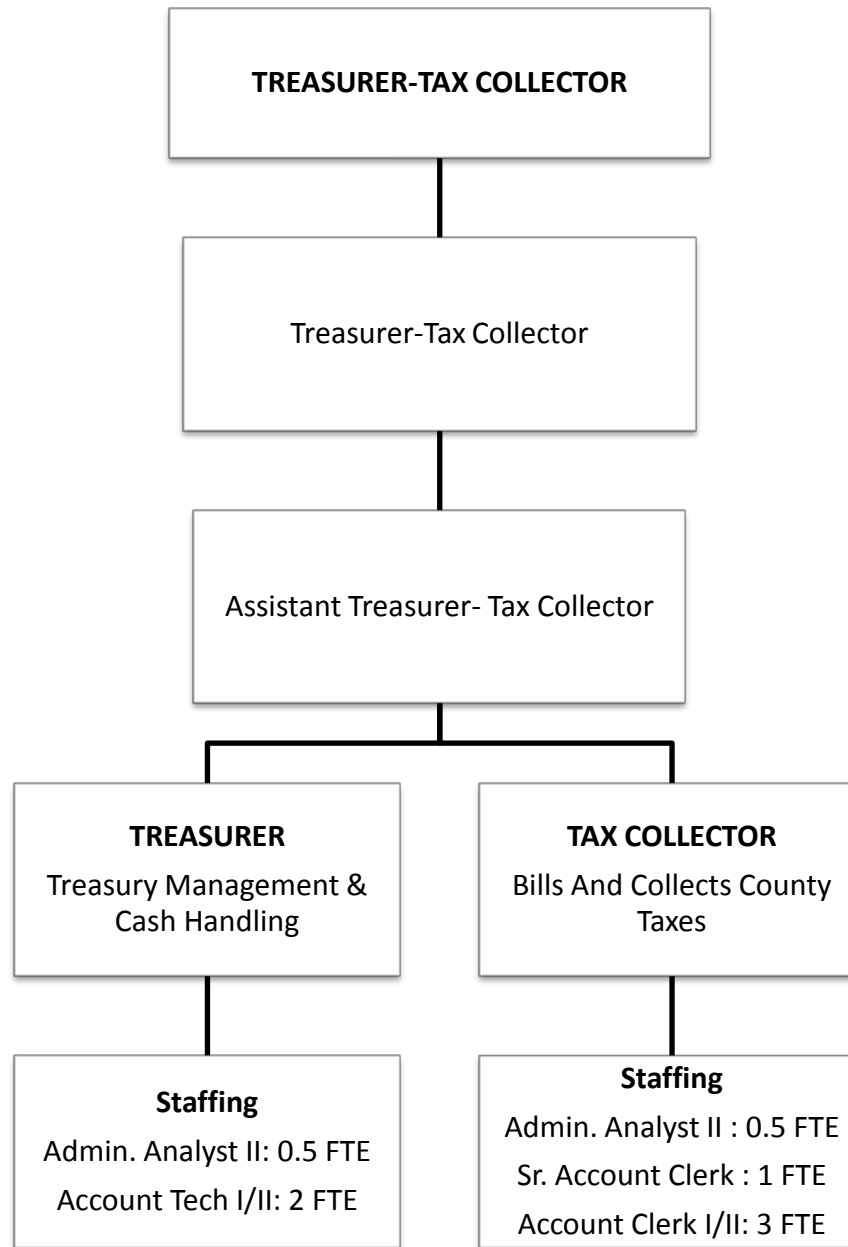 TREASURER-TAX COLLECTOR
Treasurer-Tax Collector
Assistant Treasurer- Tax Collector
TREASURER
Treasury Management &
Cash Handling
TAX COLLECTOR
Bills And Collects County
Taxes
Staffing
Admin. Analyst II: 0.5 FTE
Account Tech I/II: 2 FTE
Staffing
Admin. Analyst II : 0.5 FTE
Sr. Account Clerk : 1 FTE
Account Clerk I/II: 3 FTE